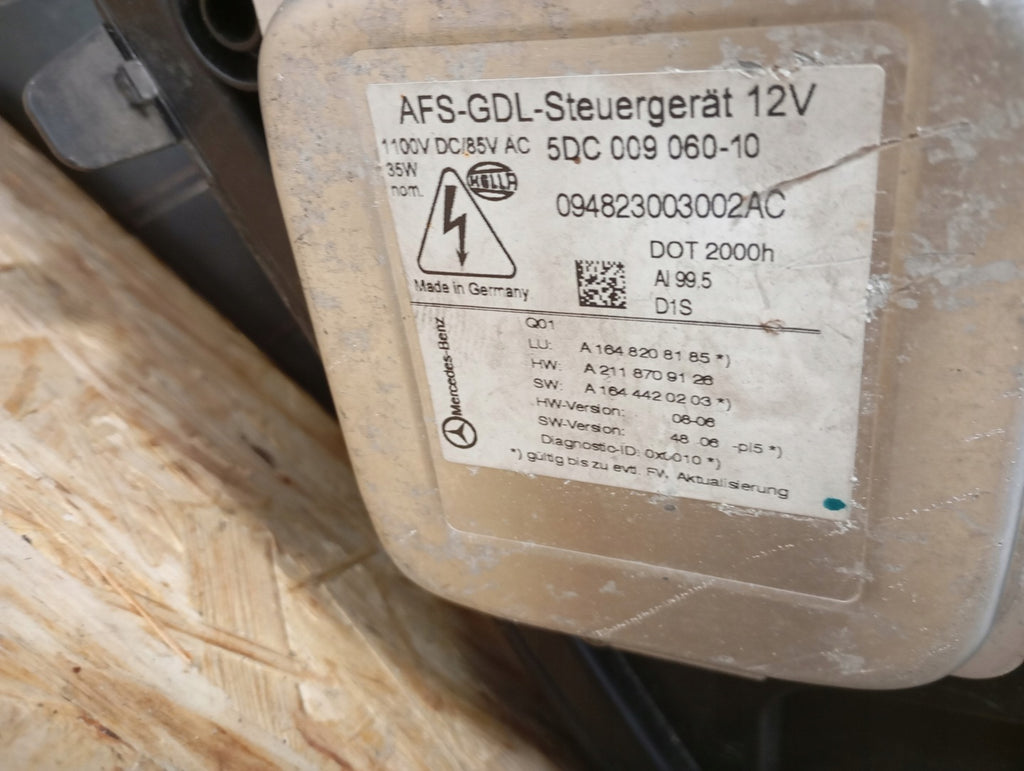 AFS-GDL-Steuergerät 12V
1100V DC/85V AC 5DC 009 060-10
35W
nom.
HELLA
094823003002AC
DOT 2000h
Al 99.5
D1S
Made in Germany
Mercedes-Benz
Q01
LU: A 164 820 81 85 *)
HW: A 211 870 91 26
SW: A 164 442 02 03 *)
HW-Version: 08-06
SW-Version: 48 06 -pl5 *)
Diagnostic-ID: *)
*) gültig bis zu evtl. FW. Aktualisierung